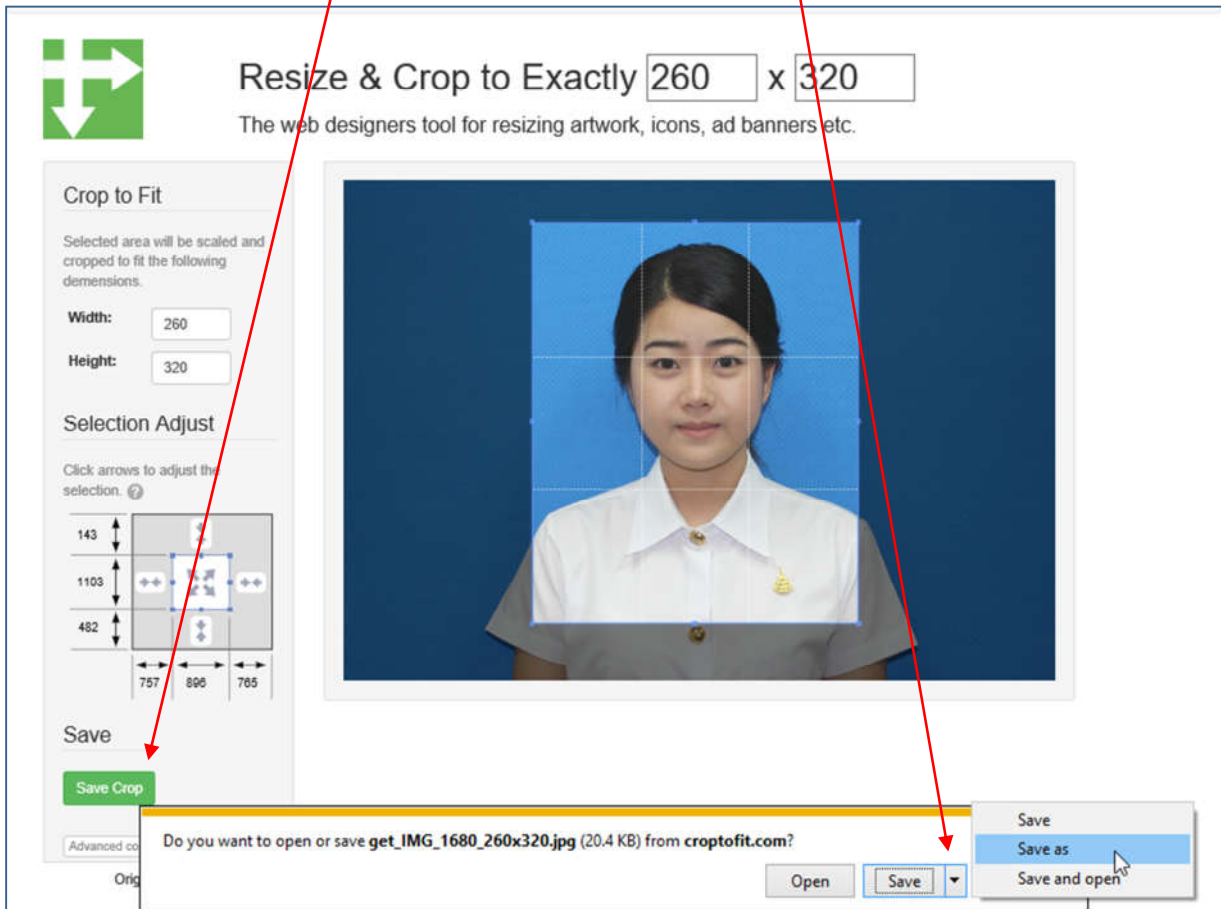 Resize & Crop to Exactly 260 x 320
The web designers tool for resizing artwork, icons, ad banners etc.
Crop to Fit
Selected area will be scaled and
cropped to fit the following
demensions.
Width: 260
Height: 320
Selection Adjust
Click arrows to adjust the
selection. ?
143
1103
482
757 896 765
Save
Save Crop
Advanced co
Orig
Do you want to open or save get_IMG_1680_260x320.jpg (20.4 KB) from croptofit.com?
Open Save
Save
Save as
Save and open